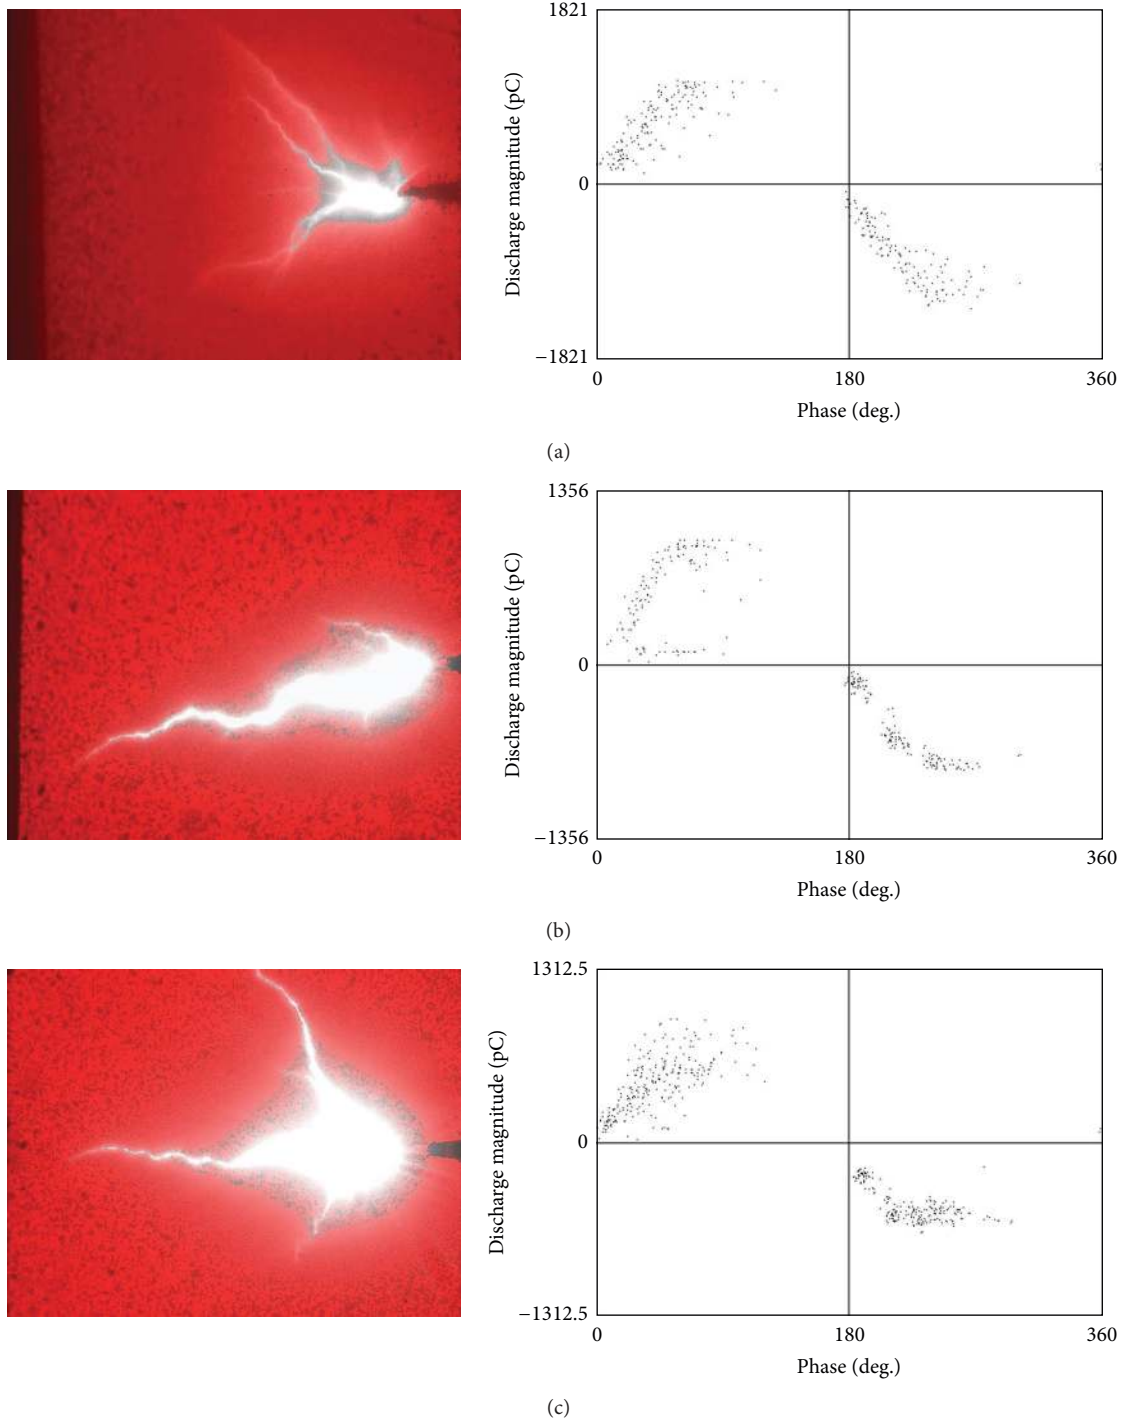 1821
Discharge magnitude (pC)
0
−1821
0 180 360
Phase (deg.)
(a)
1356
Discharge magnitude (pC)
0
−1356
0 180 360
Phase (deg.)
(b)
1312.5
Discharge magnitude (pC)
0
−1312.5
0 180 360
Phase (deg.)
(c)